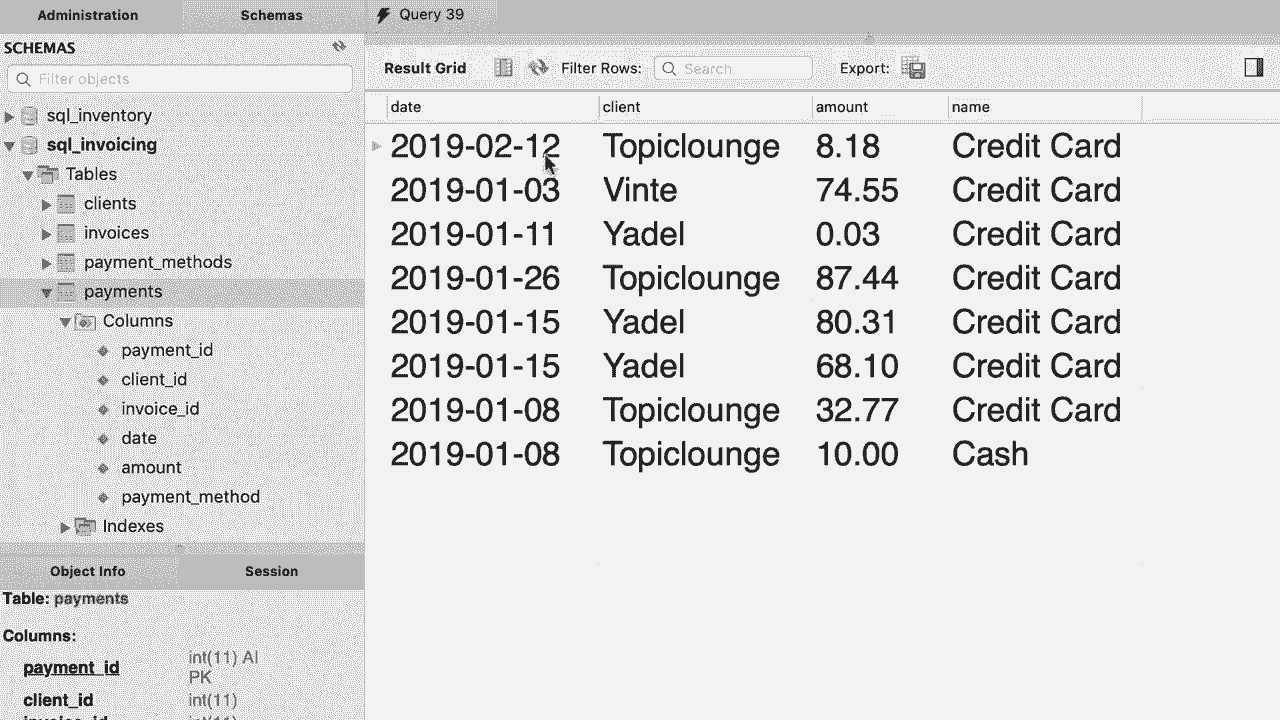 Administration
Schemas
Query 39
SCHEMAS
Filter objects
sql_inventory
sql_invoicing
Tables
clients
invoices
payment_methods
payments
Columns
payment_id
client_id
invoice_id
date
amount
payment_method
Indexes
Object Info
Session
Table: payments
Columns:
payment_id int(11) AI
PK
client_id int(11)
invoice_id int(11)
Result Grid
Filter Rows:
Search
Export:
date client amount name
2019-02-12 Topiclounge 8.18 Credit Card
2019-01-03 Vinte 74.55 Credit Card
2019-01-11 Yadel 0.03 Credit Card
2019-01-26 Topiclounge 87.44 Credit Card
2019-01-15 Yadel 80.31 Credit Card
2019-01-15 Yadel 68.10 Credit Card
2019-01-08 Topiclounge 32.77 Credit Card
2019-01-08 Topiclounge 10.00 Cash